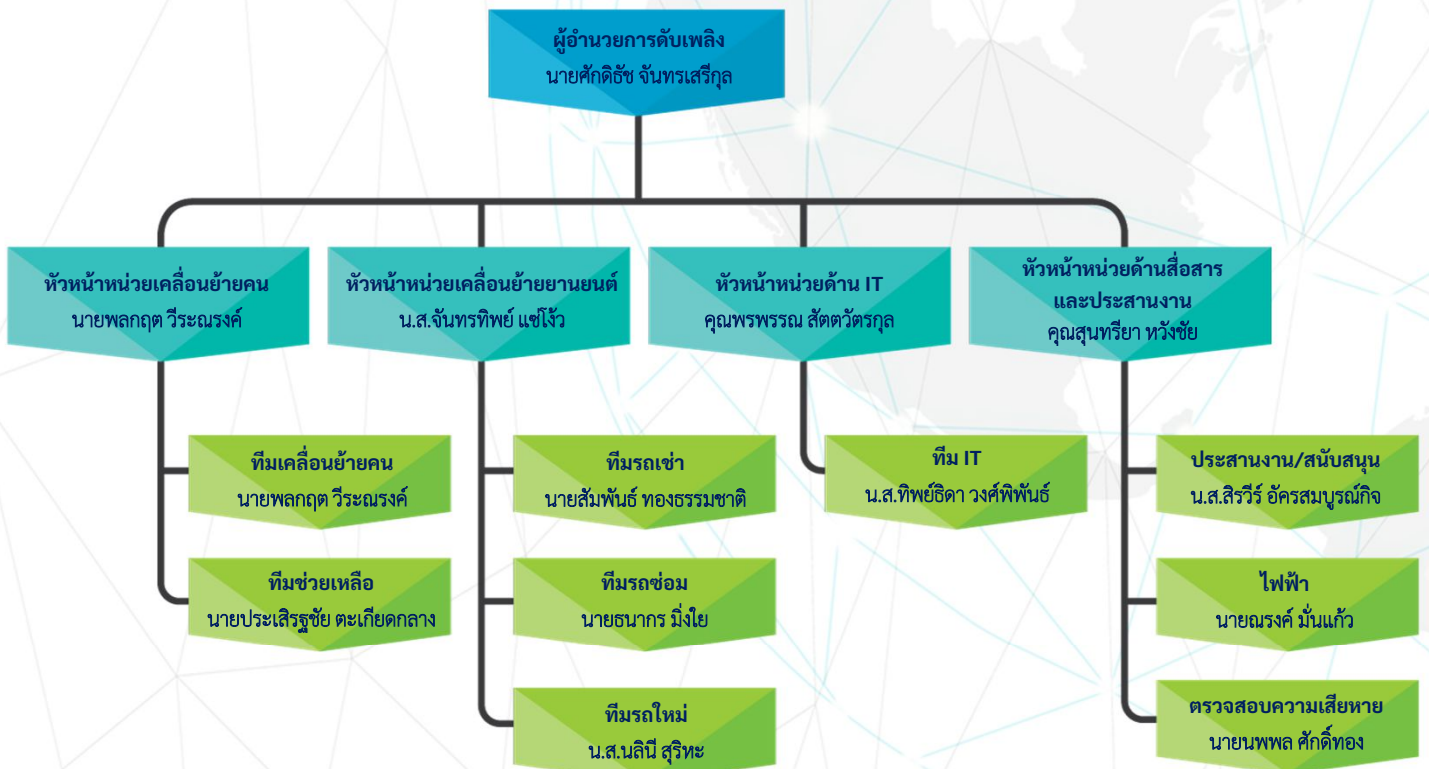 ผู้อำนวยการดับเพลิง
นายศักดิธัช จันทรเสรีกุล
หัวหน้าหน่วยเคลื่อนย้ายคน
นายพลกฤต วีระณรงค์
หัวหน้าหน่วยเคลื่อนย้ายยานยนต์
น.ส.จันทรทิพย์ แซ่โง้ว
หัวหน้าหน่วยด้าน IT
คุณพรพรรณ สัตตวัตรกุล
หัวหน้าหน่วยด้านสื่อสาร
และประสานงาน
คุณสุนทรียา หวังชัย
ทีมเคลื่อนย้ายคน
นายพลกฤต วีระณรงค์
ทีมรถเช่า
นายสัมพันธ์ ทองธรรมชาติ
ทีม IT
น.ส.ทิพย์ธิดา วงศ์พิพันธ์
ประสานงาน/สนับสนุน
น.ส.สิรวีร์ อัครสมบูรณ์กิจ
ทีมช่วยเหลือ
นายประเสิรฐชัย ตะเกียดกลาง
ทีมรถซ่อม
นายธนากร มิ่งใย
ไฟฟ้า
นายณรงค์ มั่นแก้ว
ทีมรถใหม่
น.ส.นลินี สุริหะ
ตรวจสอบความเสียหาย
นายนพพล ศักดิ์ทอง